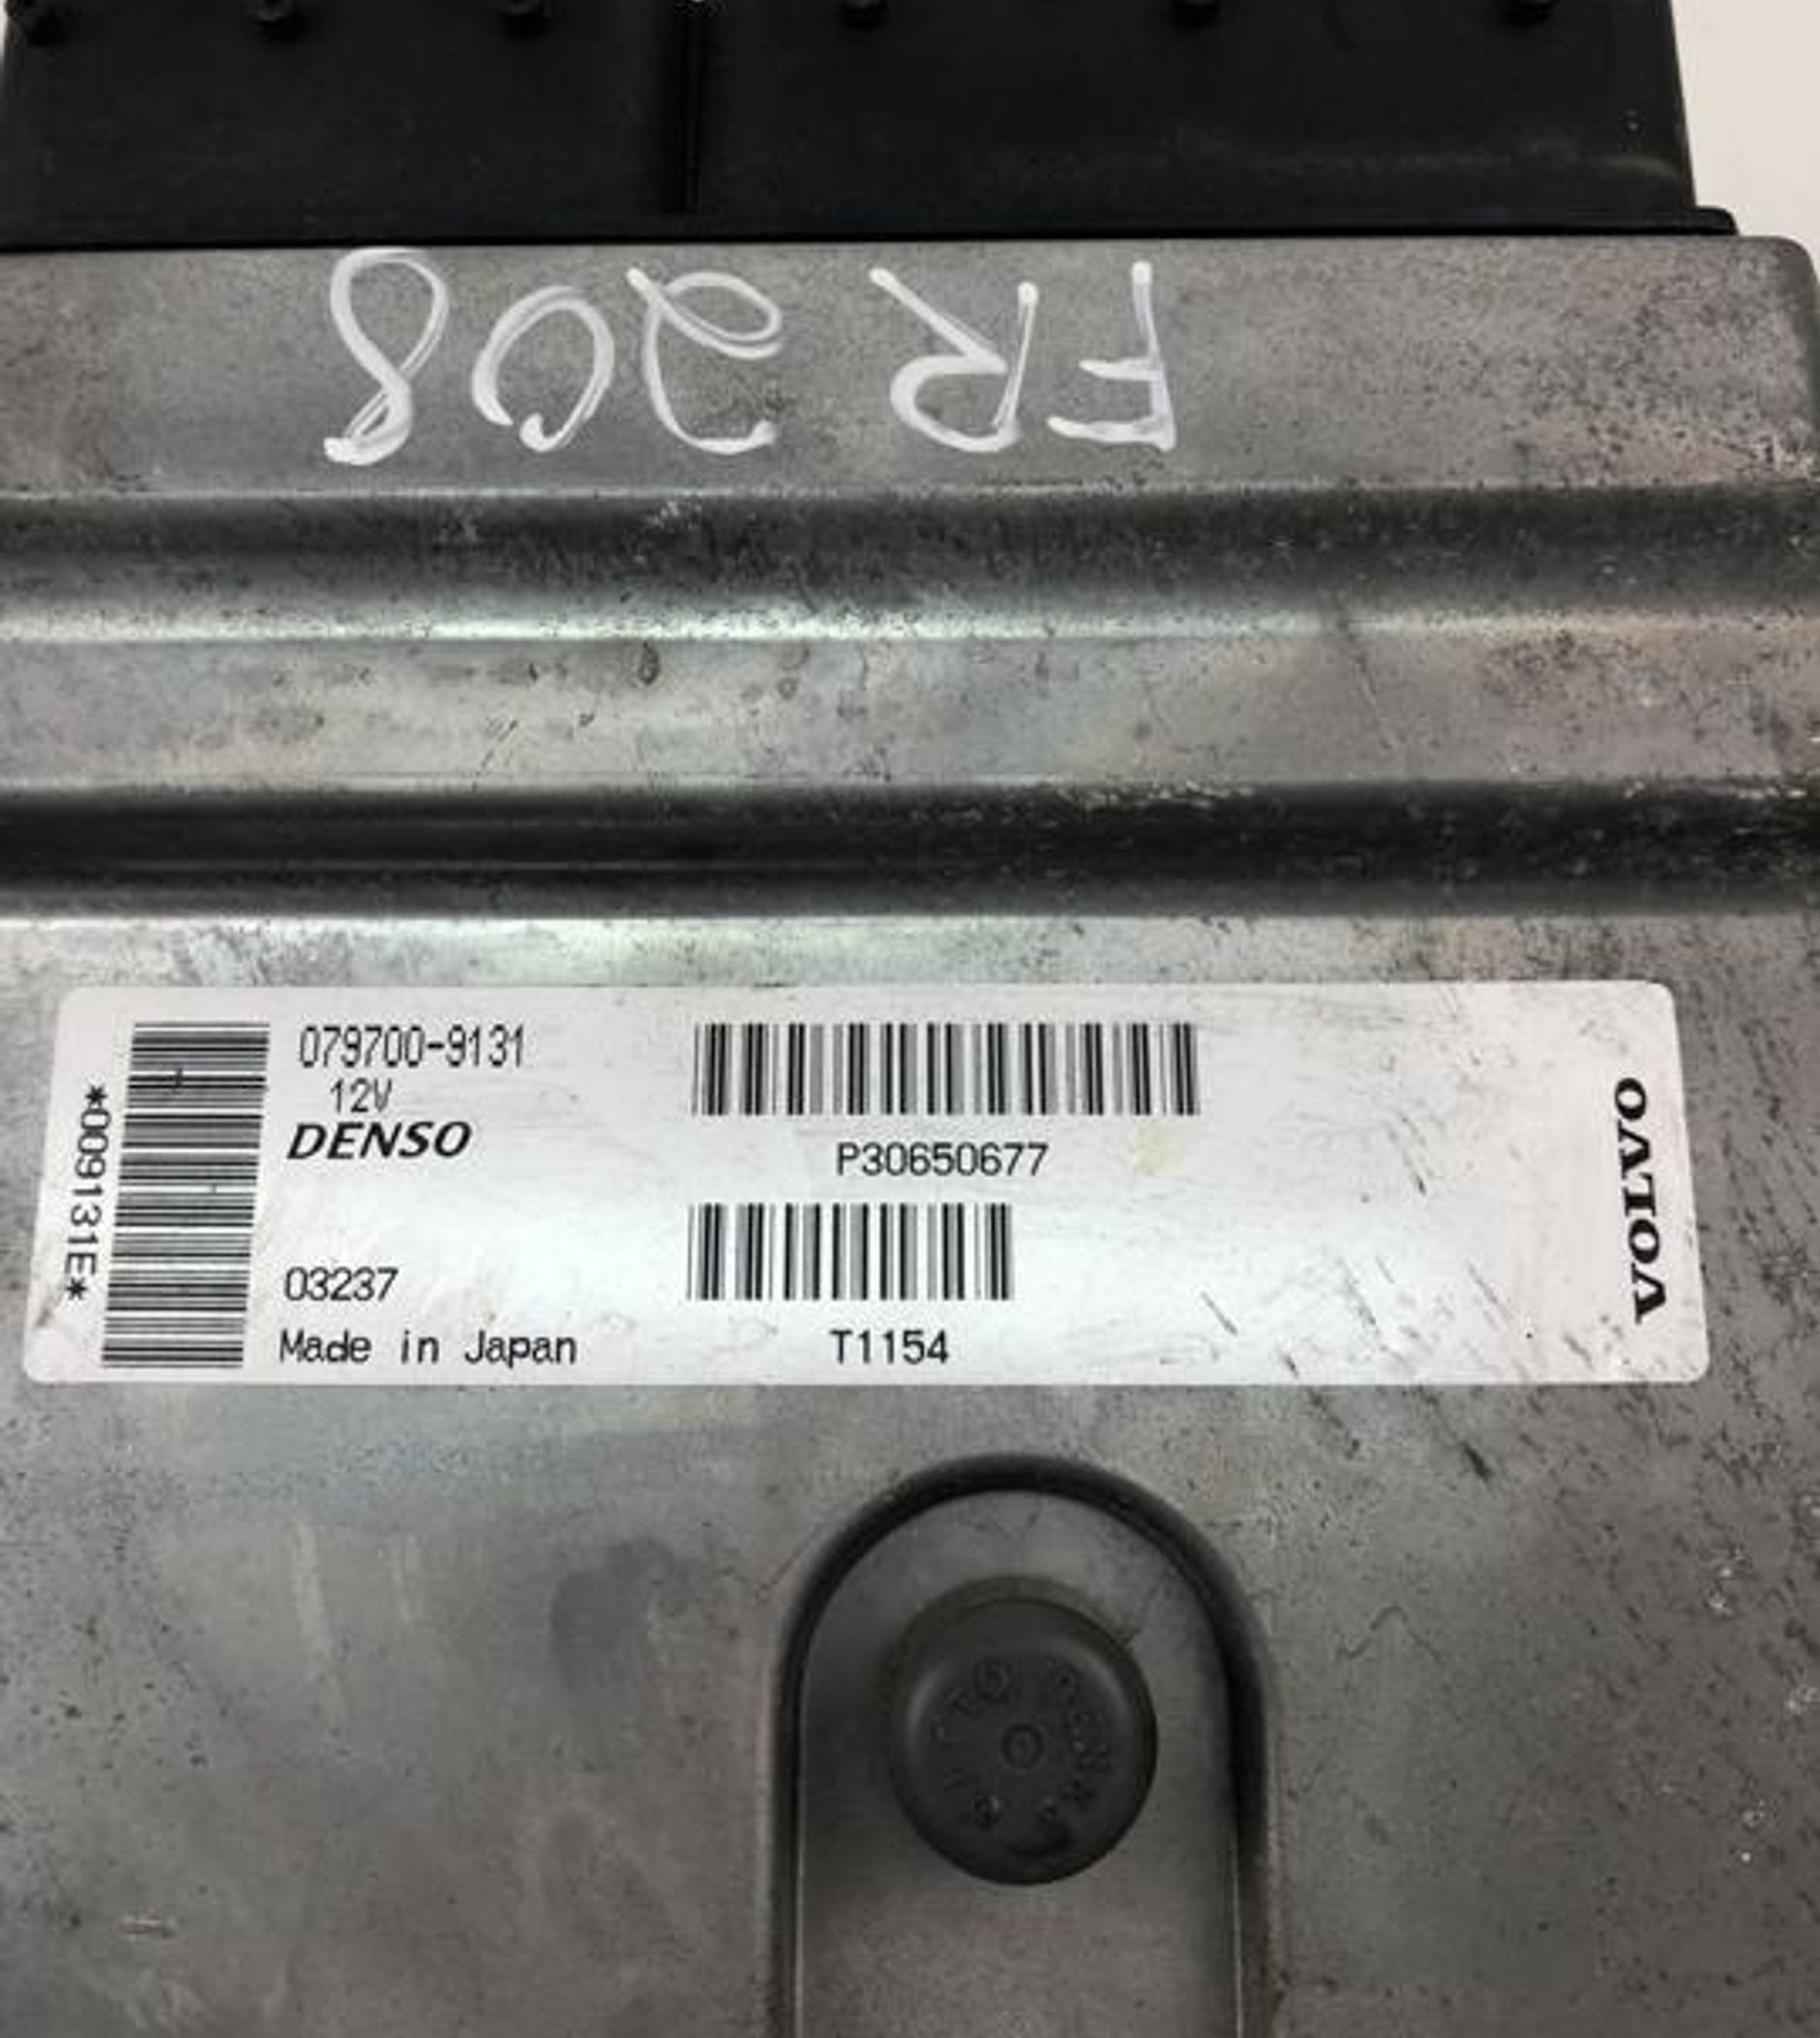 FR 208
079700-9131
12V
DENSO
P30650677
03237
Made in Japan
T1154
*009131E*
VOLVO